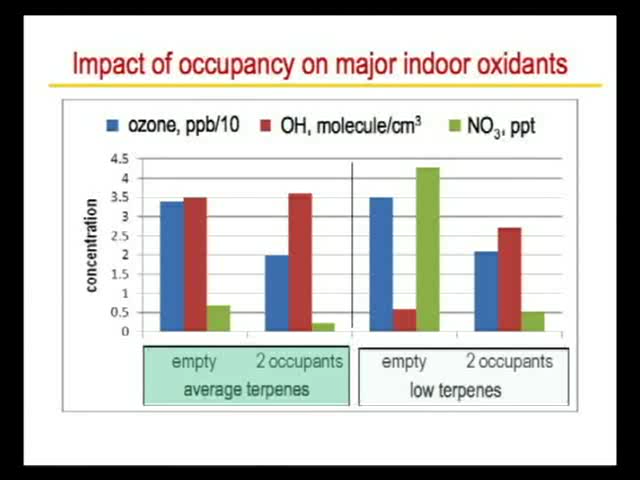 Impact of occupancy on major indoor oxidants
ozone, ppb/10 OH, molecule/cm³ NO₃, ppt
concentration
4.5
4
3.5
3
2.5
2
1.5
1
0.5
0
empty 2 occupants empty 2 occupants
average terpenes low terpenes